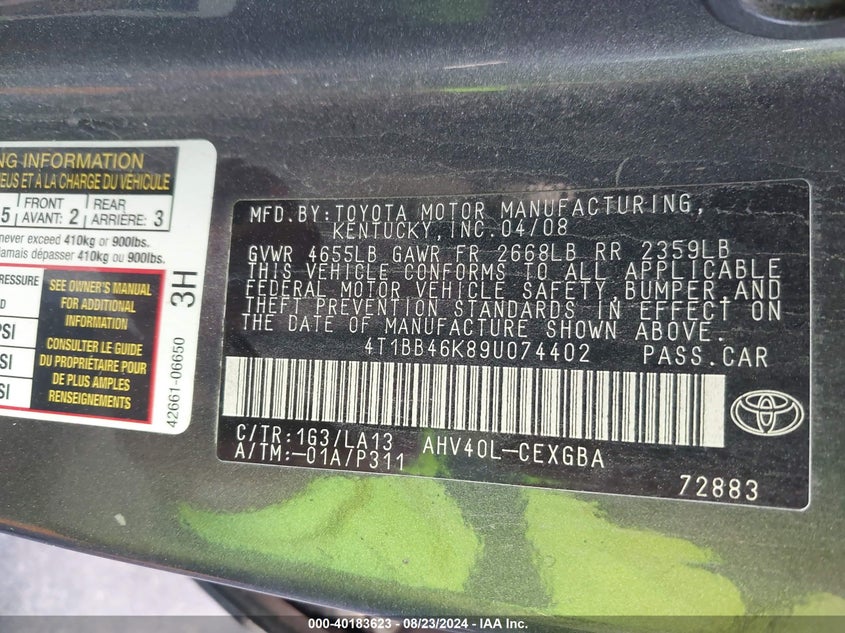 NG INFORMATION
EUS ET À LA CHARGE DU VÉHICULE
5 FRONT REAR
AVANT: 2 ARRIÈRE: 3
never exceed 410kg or 900lbs.
jamais dépasser 410kg ou 900lbs.
PRESSURE
D
PSI
SI
SI
SEE OWNER'S MANUAL
FOR ADDITIONAL
INFORMATION
CONSULTER LE GUIDE
DU PROPRIÉTAIRE POUR
DE PLUS AMPLES
RENSEIGNEMENTS
3H
42661-06650
MFD.BY:TOYOTA MOTOR MANUFACTURING,
KENTUCKY,INC.04/08
GVWR 4655LB GAWR FR 2668LB RR 2359LB
THIS VEHICLE CONFORMS TO ALL APPLICABLE
FEDERAL MOTOR VEHICLE SAFETY,BUMPER,AND
THEFT PREVENTION STANDARDS IN EFFECT ON
THE DATE OF MANUFACTURE SHOWN ABOVE.
4T1BB46K89U074402 PASS.CAR
C/TR:1G3/LA13 AHV40L-CEXGBA
A/TM:-01A/P311
72883
TOYOTA
000-40183623 - 08/23/2024 - IAA Inc.